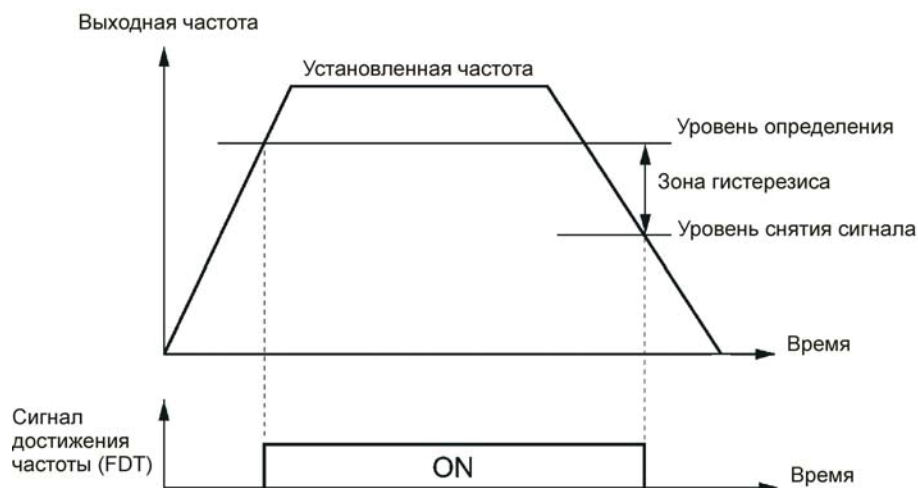 Выходная частота
Установленная частота
Уровень определения
Зона гистерезиса
Уровень снятия сигнала
Время
Сигнал
достижения
частоты (FDT)
ON
Время